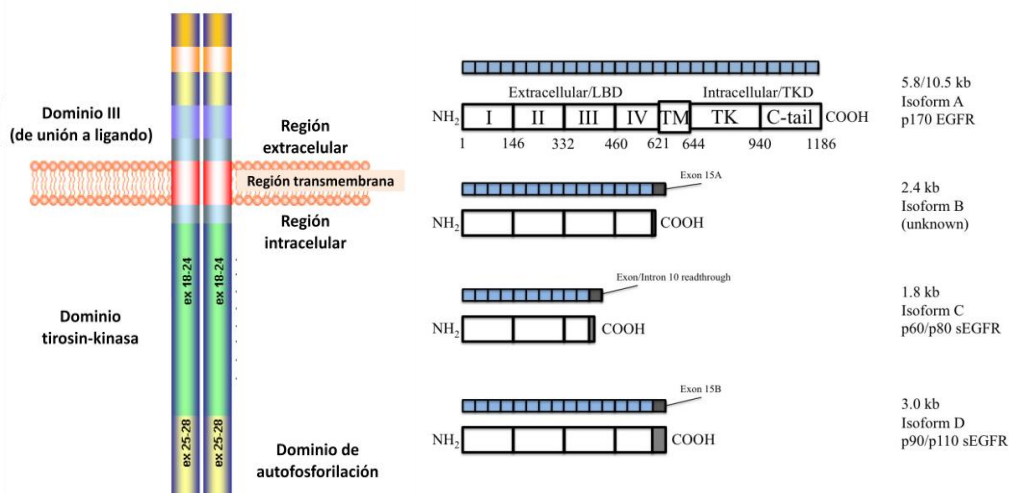 Dominio III
(de unión a ligando)
Región
extracelular
Región transmembrana
Región
intracelular
ex 18-24
ex 18-24
Dominio
tirosin-kinasa
ex 25-28
ex 25-28
Dominio de
autofosforilación
Extracellular/LBD
Intracellular/TKD
NH2 I II III IV TM TK C-tail COOH
1 146 332 460 621 644 940 1186
5.8/10.5 kb
Isoform A
p170 EGFR
Exon 15A
NH2 COOH
2.4 kb
Isoform B
(unknown)
Exon/Intron 10 readthrough
NH2 COOH
1.8 kb
Isoform C
p60/p80 sEGFR
Exon 15B
NH2 COOH
3.0 kb
Isoform D
p90/p110 sEGFR